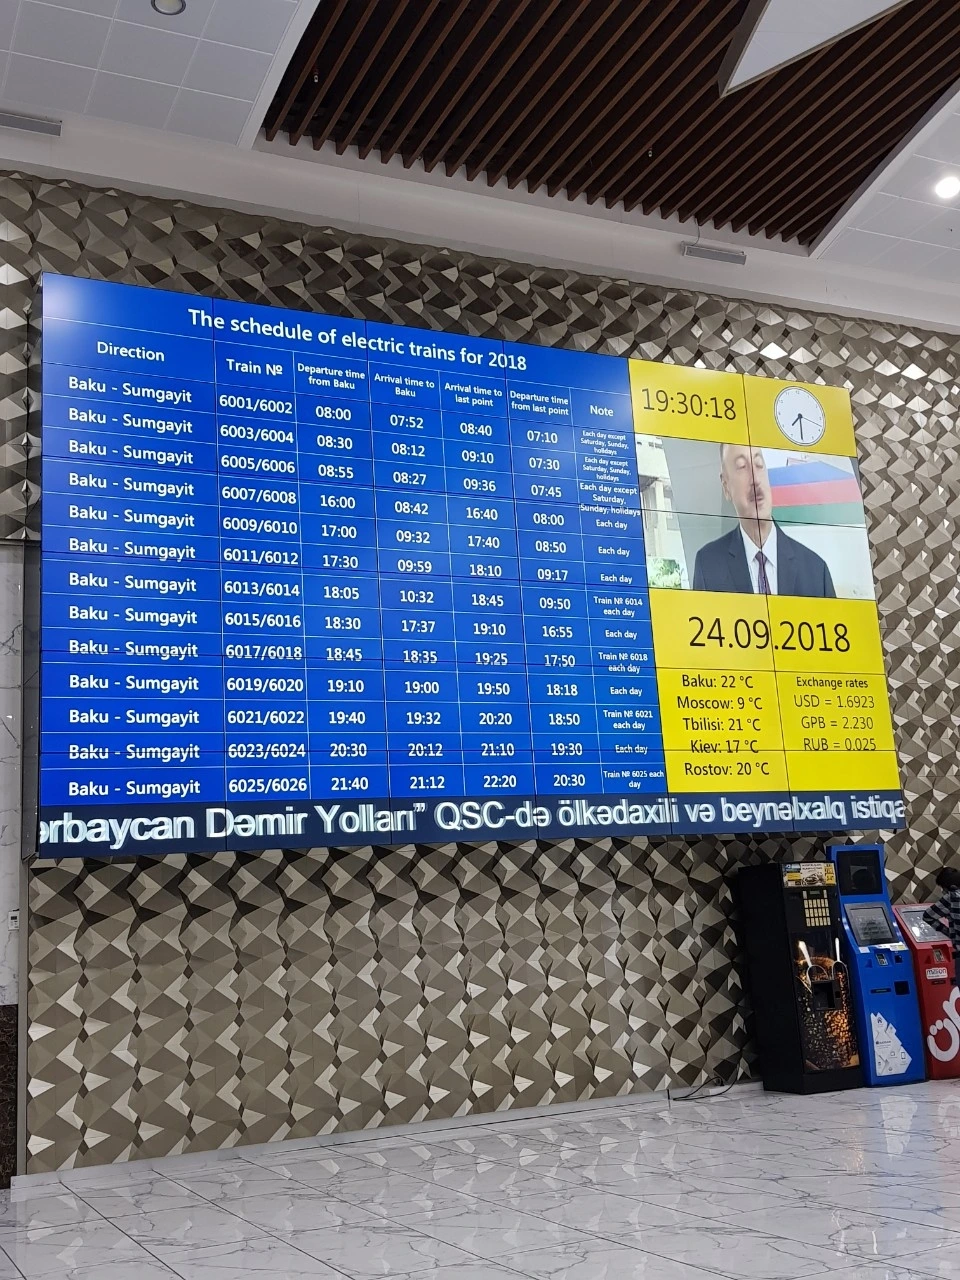 The schedule of electric trains for 2018
Direction Train № Departure time from Baku Arrival time to Baku Arrival time to last point Departure time from last point Note
Baku - Sumgayit 6001/6002 08:00 07:52 08:40 07:10 Each day except Saturday, Sunday, holidays
Baku - Sumgayit 6003/6004 08:30 08:12 09:10 07:30 Each day except Saturday, Sunday, holidays
Baku - Sumgayit 6005/6006 08:55 08:27 09:36 07:45 Each day except Saturday, Sunday, holidays
Baku - Sumgayit 6007/6008 16:00 08:42 16:40 08:00 Each day
Baku - Sumgayit 6009/6010 17:00 09:32 17:40 08:50 Each day
Baku - Sumgayit 6011/6012 17:30 09:59 18:10 09:17 Each day
Baku - Sumgayit 6013/6014 18:05 10:32 18:45 09:50 Train № 6014 each day
Baku - Sumgayit 6015/6016 18:30 17:37 19:10 16:55 Each day
Baku - Sumgayit 6017/6018 18:45 18:35 19:25 17:50 Train № 6018 each day
Baku - Sumgayit 6019/6020 19:10 19:00 19:50 18:18 Each day
Baku - Sumgayit 6021/6022 19:40 19:32 20:20 18:50 Train № 6021 each day
Baku - Sumgayit 6023/6024 20:30 20:12 21:10 19:30 Each day
Baku - Sumgayit 6025/6026 21:40 21:12 22:20 20:30 Train № 6025 each day
19:30:18
24.09.2018
Baku: 22 °C
Moscow: 9 °C
Tbilisi: 21 °C
Kiev: 17 °C
Rostov: 20 °C
Exchange rates
USD = 1.6923
GPB = 2.230
RUB = 0.025
ərbaycan Dəmir Yolları” QSC-də ölkədaxili və beynəlxalq istiqa